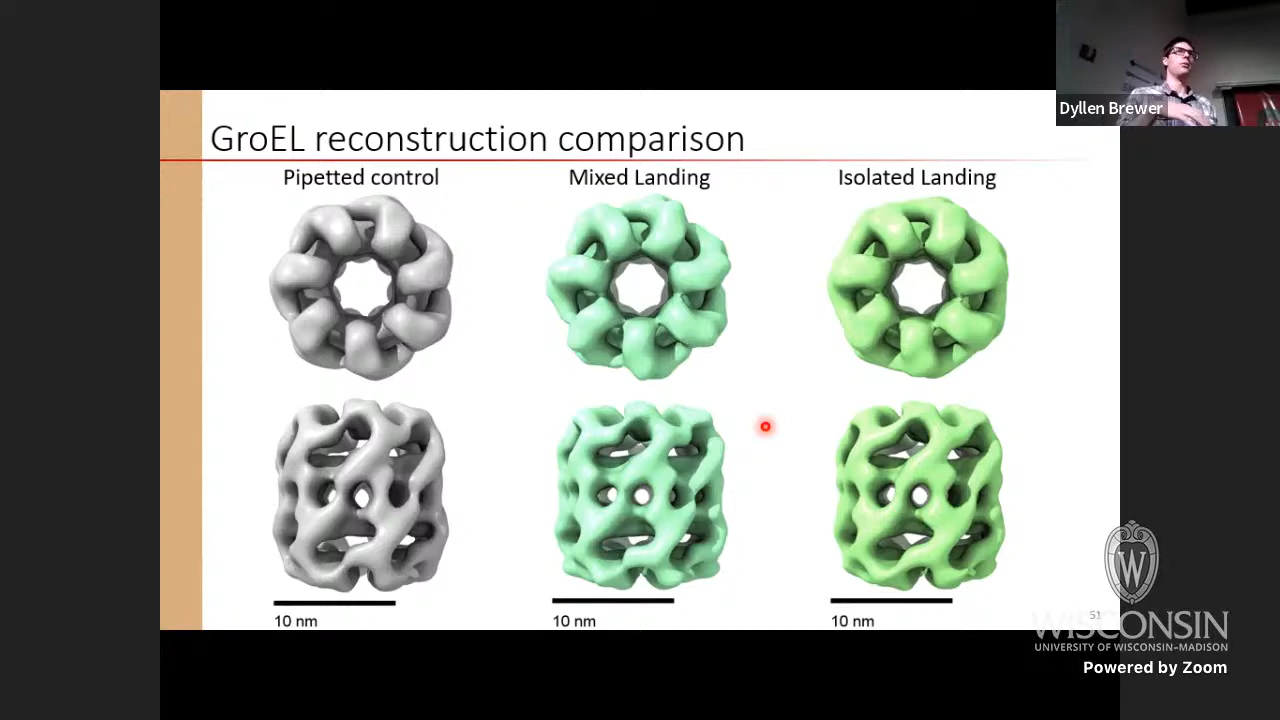 Dyllen Brewer
GroEL reconstruction comparison
Pipetted control
Mixed Landing
Isolated Landing
10 nm
10 nm
10 nm
51
W
WISCONSIN
UNIVERSITY OF WISCONSIN–MADISON
Powered by Zoom